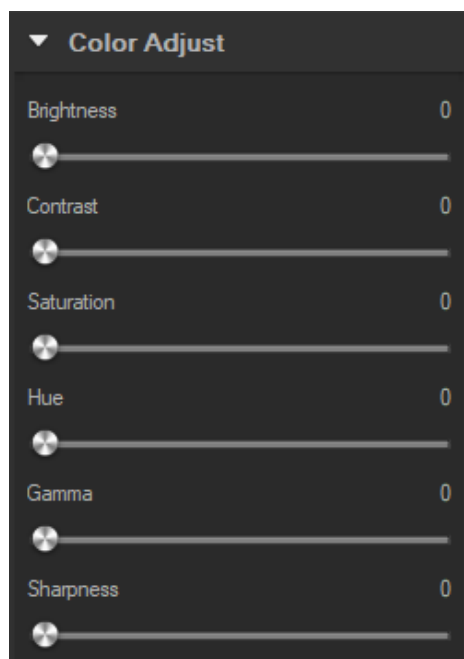 Color Adjust
Brightness 0
Contrast 0
Saturation 0
Hue 0
Gamma 0
Sharpness 0